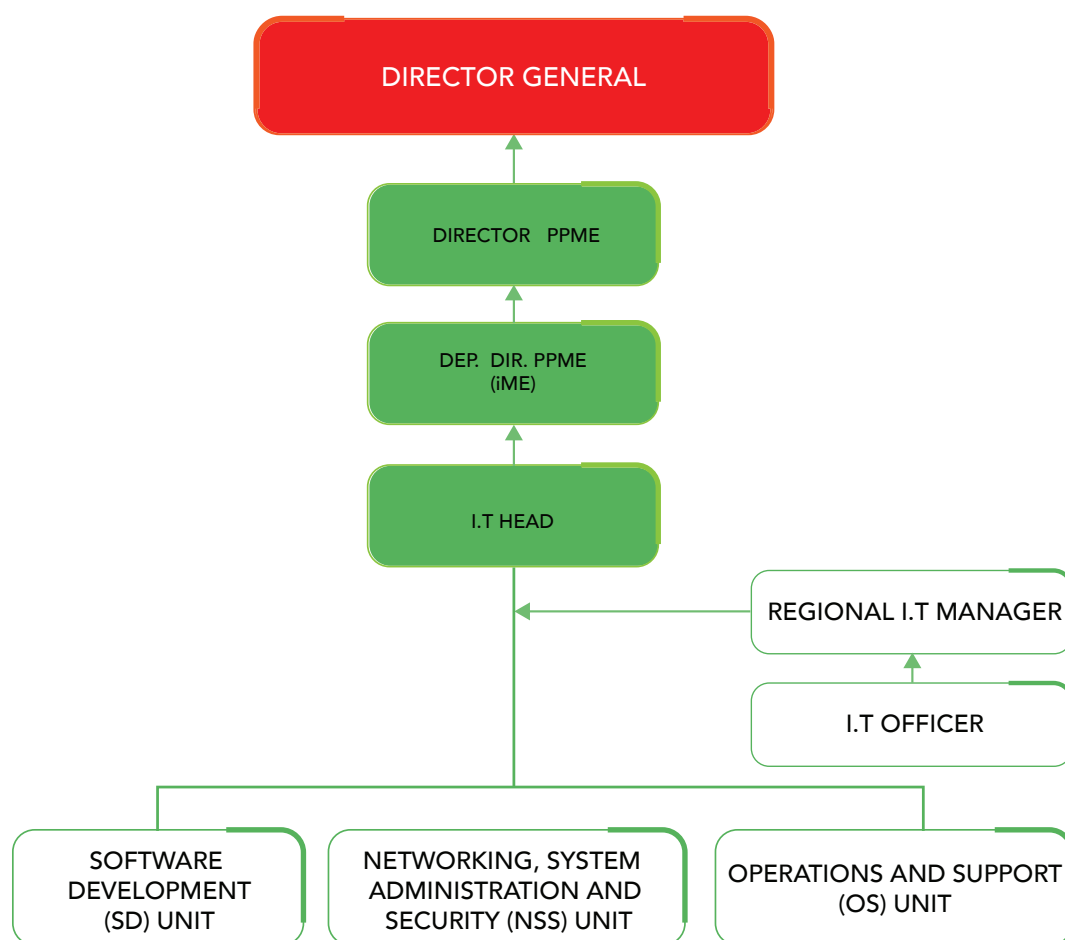 DIRECTOR GENERAL
DIRECTOR PPME
DEP. DIR. PPME
(iME)
I.T HEAD
REGIONAL I.T MANAGER
I.T OFFICER
SOFTWARE
DEVELOPMENT
(SD) UNIT
NETWORKING, SYSTEM
ADMINISTRATION AND
SECURITY (NSS) UNIT
OPERATIONS AND SUPPORT
(OS) UNIT